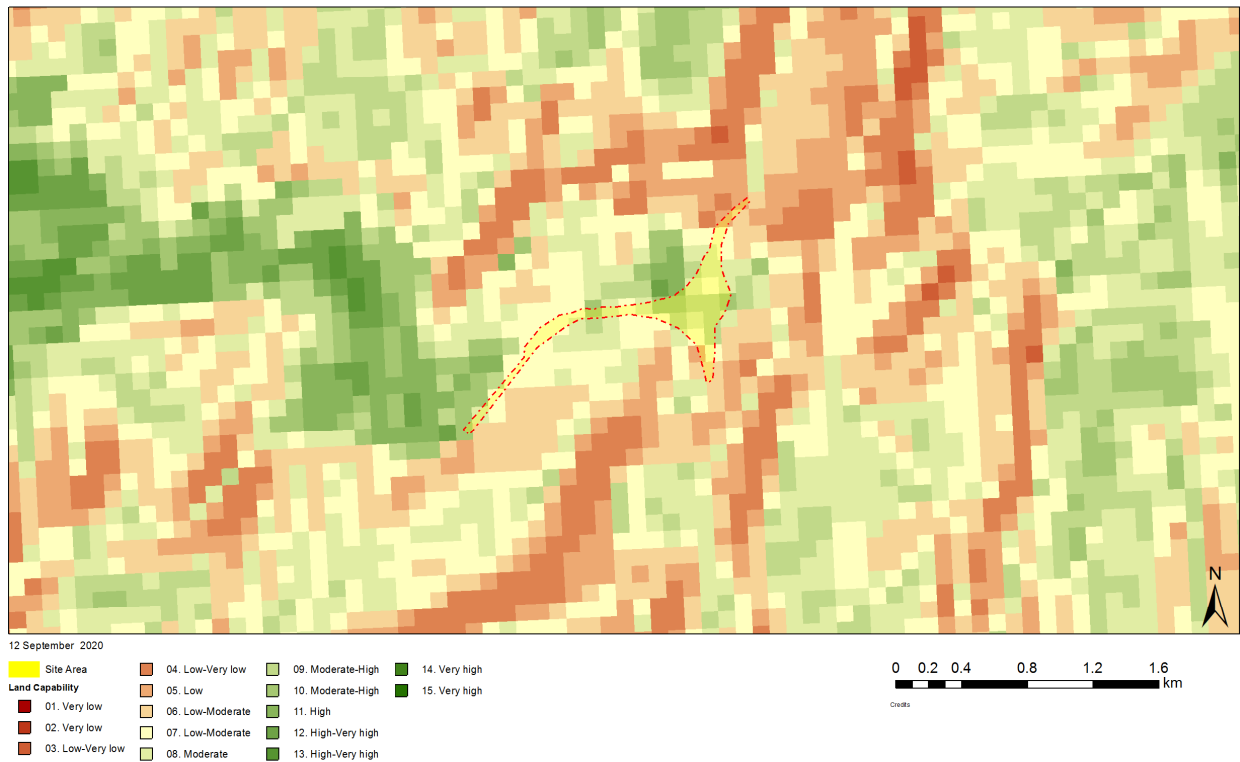 N
12 September 2020
Site Area
Land Capability
01. Very low
02. Very low
03. Low-Very low
04. Low-Very low
05. Low
06. Low-Moderate
07. Low-Moderate
08. Moderate
09. Moderate-High
10. Moderate-High
11. High
12. High-Very high
13. High-Very high
14. Very high
15. Very high
0 0.2 0.4 0.8 1.2 1.6
km
Credits